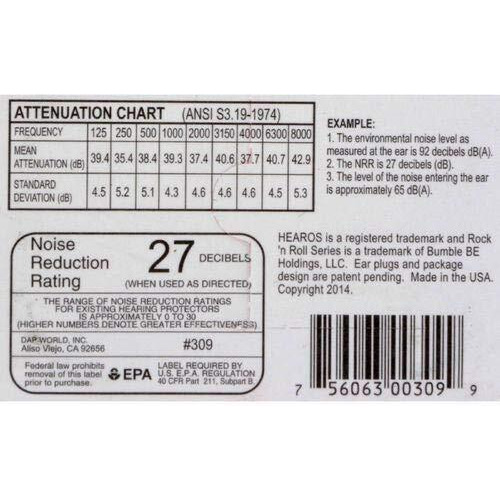 ATTENUATION CHART (ANSI S3.19-1974)
FREQUENCY 125 250 500 1000 2000 3150 4000 6300 8000
MEAN
ATTENUATION (dB) 39.4 35.4 38.4 39.3 37.4 40.6 37.7 40.7 42.9
STANDARD
DEVIATION (dB) 4.5 5.2 5.1 4.3 4.6 4.6 4.6 4.5 5.3
EXAMPLE:
1. The environmental noise level as
measured at the ear is 92 decibels dB(A).
2. The NRR is 27 decibels (dB).
3. The level of the noise entering the ear
is approximately 65 dB(A).
Noise
Reduction
Rating
27 DECIBELS
(WHEN USED AS DIRECTED)
THE RANGE OF NOISE REDUCTION RATINGS
FOR EXISTING HEARING PROTECTORS
IS APPROXIMATELY 0 TO 30
(HIGHER NUMBERS DENOTE GREATER EFFECTIVENESS)
DAP WORLD, INC.
Aliso Viejo, CA 92656
#309
Federal law prohibits
removal of this label
prior to purchase.
EPA
LABEL REQUIRED BY
U.S. E.P.A. REGULATION
40 CFR Part 211, Subpart B.
HEAROS is a registered trademark and Rock
'n Roll Series is a trademark of Bumble BE
Holdings, LLC. Ear plugs and package
design are patent pending. Made in the USA.
Copyright 2014.
7 56063 00309 9